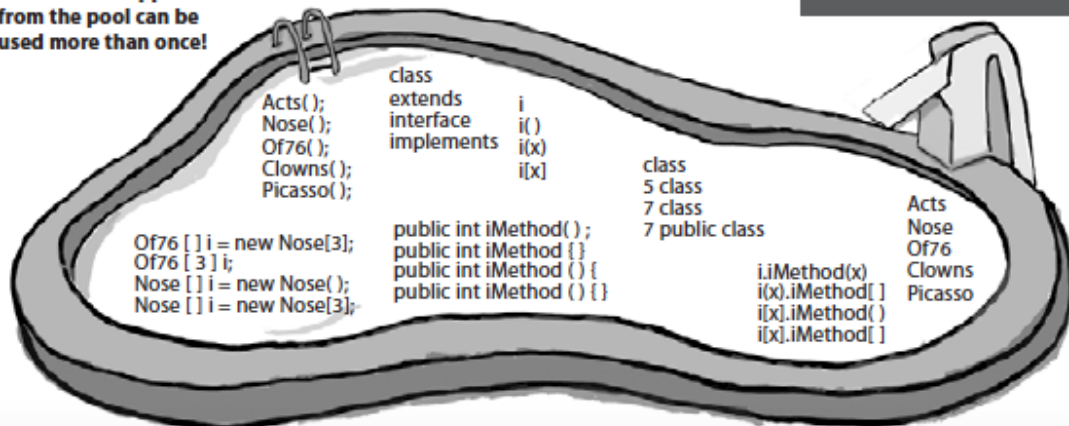 from the pool can be
used more than once!
Acts( );
Nose( );
Of76( );
Clowns( );
Picasso( );
class
extends
interface
implements
i
i( )
i(x)
i[x]
class
5 class
7 class
7 public class
Acts
Nose
Of76
Clowns
Picasso
Of76 [ ] i = new Nose[3];
Of76 [ 3 ] i;
Nose [ ] i = new Nose( );
Nose [ ] i = new Nose[3];
public int iMethod( ) ;
public int iMethod { }
public int iMethod ( ) {
public int iMethod ( ) { }
i.iMethod(x)
i(x).iMethod[ ]
i[x].iMethod( )
i[x].iMethod[ ]